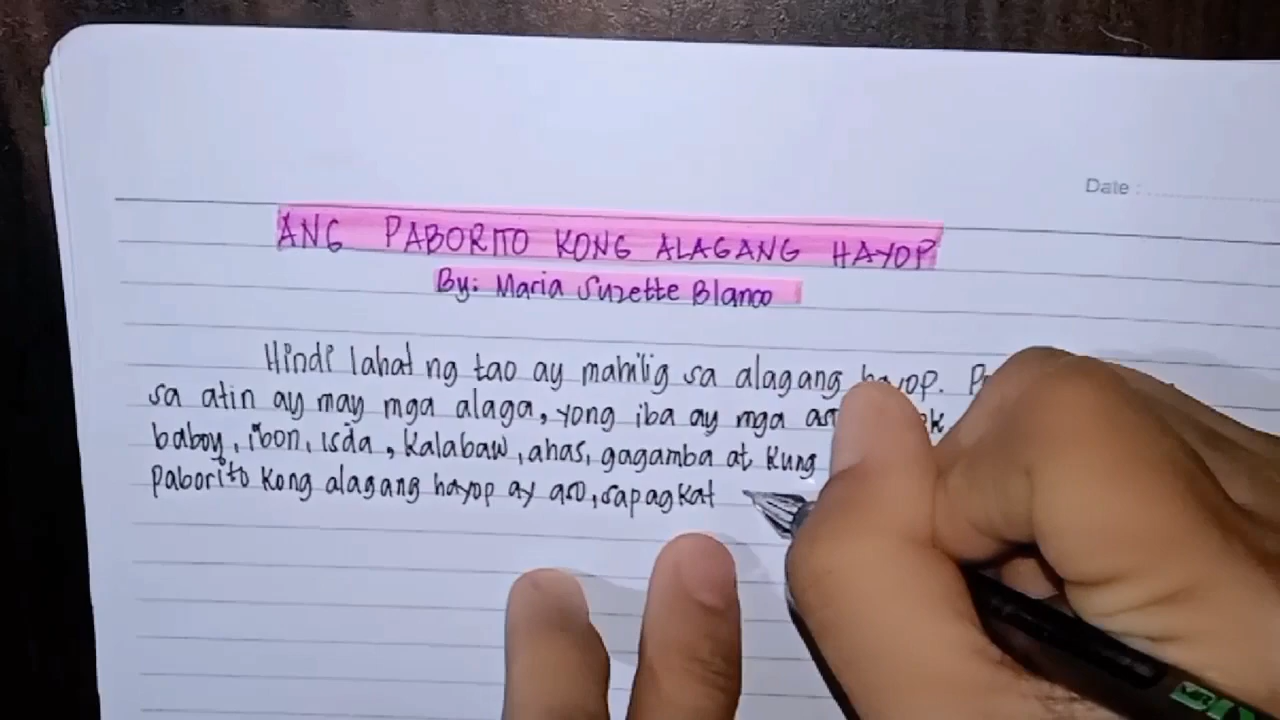 Date :
ANG PABORITO KONG ALAGANG HAYOP
By: Maria Suzette Blanco
Hindi lahat ng tao ay mahilig sa alagang hayop.
sa atin ay may mga alaga, yong iba ay mga
baboy, ibon, isda, kalabaw, ahas, gagamba at kung
paborito kong alagang hayop ay aso, sapagkat